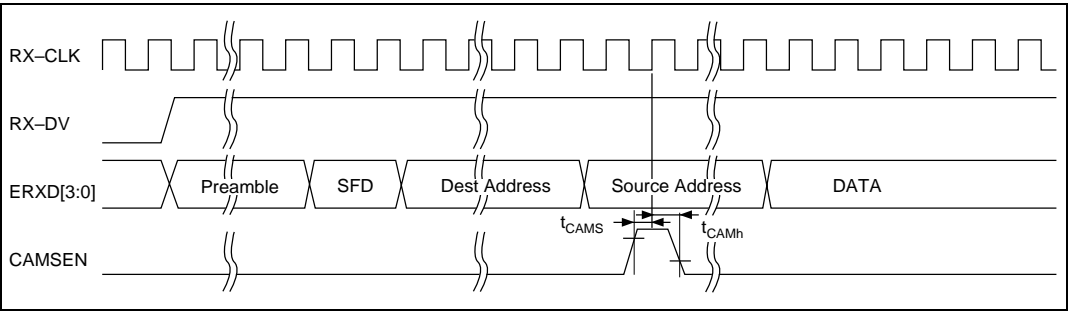 RX–CLK
RX–DV
ERXD[3:0] Preamble SFD Dest Address Source Address DATA
tCAMS tCAMh
CAMSEN